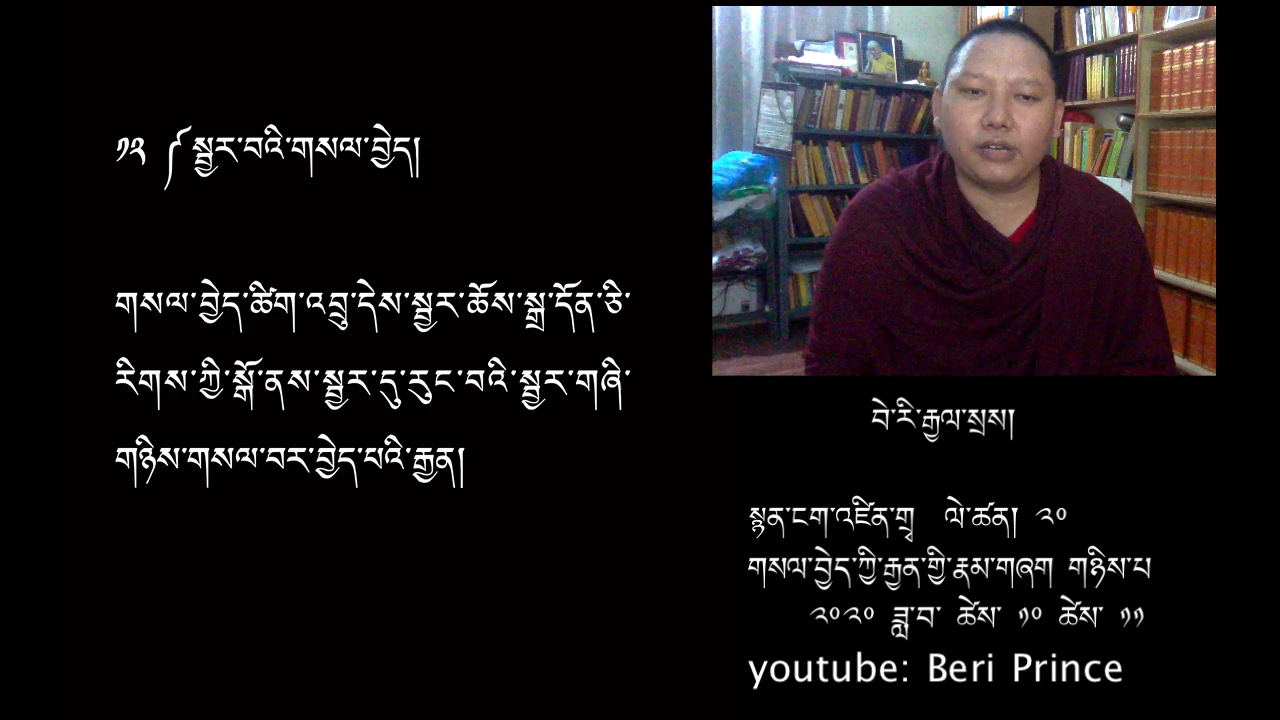 ༡༢ ༼ སྦྱར་བའི་གསལ་བྱེད།
གསལ་བྱེད་ཚིག་འབྲུ་དེས་སྦྱར་ཆོས་སྒྲ་དོན་ཅི་
རིགས་ཀྱི་སྒོ་ནས་སྦྱར་དུ་རུང་བའི་སྦྱར་གཞི་
གཉིས་གསལ་བར་བྱེད་པའི་རྒྱན།
བེ་རི་རྒྱལ་སྲས།
སྙན་ངག་འཛིན་གྲྭ ལེ་ཚན། ༢༠
གསལ་བྱེད་ཀྱི་རྒྱན་གྱི་རྣམ་གཞག གཉིས་པ
༢༠༢༠ ཟླ་བ་ ཚེས་ ༡༠ ཚེས་ ༡༡
youtube: Beri Prince